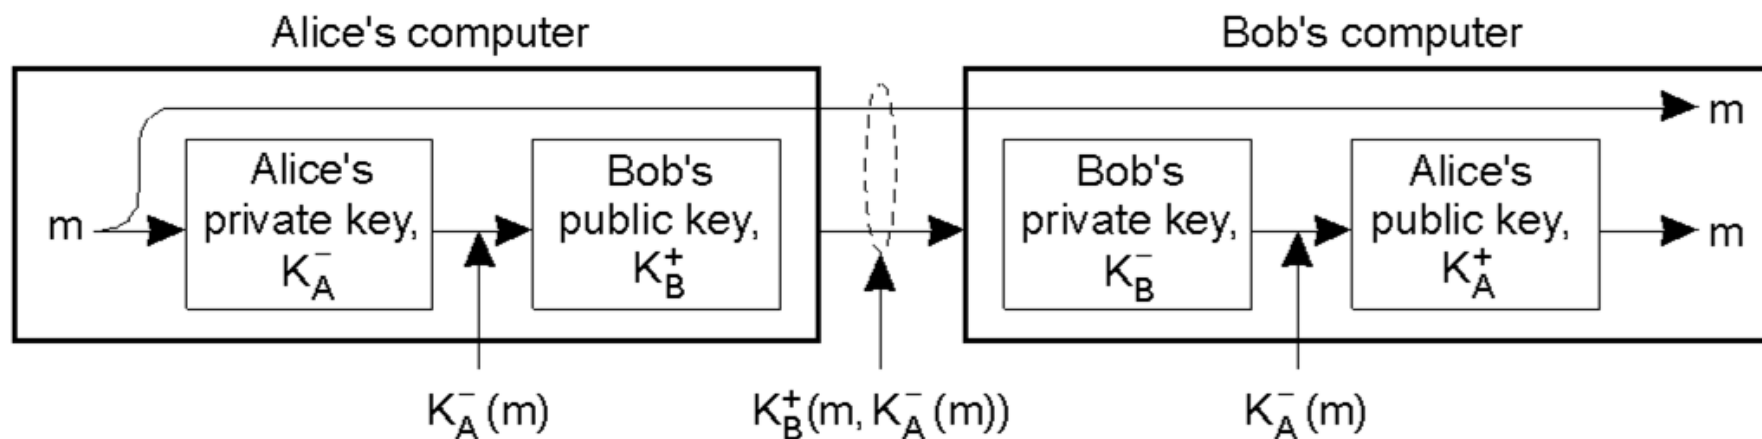 Alice's computer
Bob's computer
m
m
Alice's
private key,
K_A^-
Bob's
public key,
K_B^+
Bob's
private key,
K_B^-
Alice's
public key,
K_A^+
m
K_A^-(m)
K_B^+(m, K_A^-(m))
K_A^-(m)